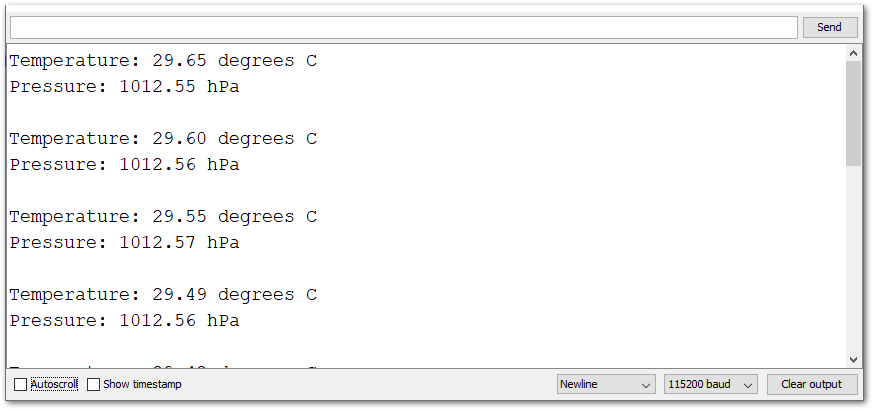 Send
Temperature: 29.65 degrees C
Pressure: 1012.55 hPa
Temperature: 29.60 degrees C
Pressure: 1012.56 hPa
Temperature: 29.55 degrees C
Pressure: 1012.57 hPa
Temperature: 29.49 degrees C
Pressure: 1012.56 hPa
Autoscroll Show timestamp Newline 115200 baud Clear output